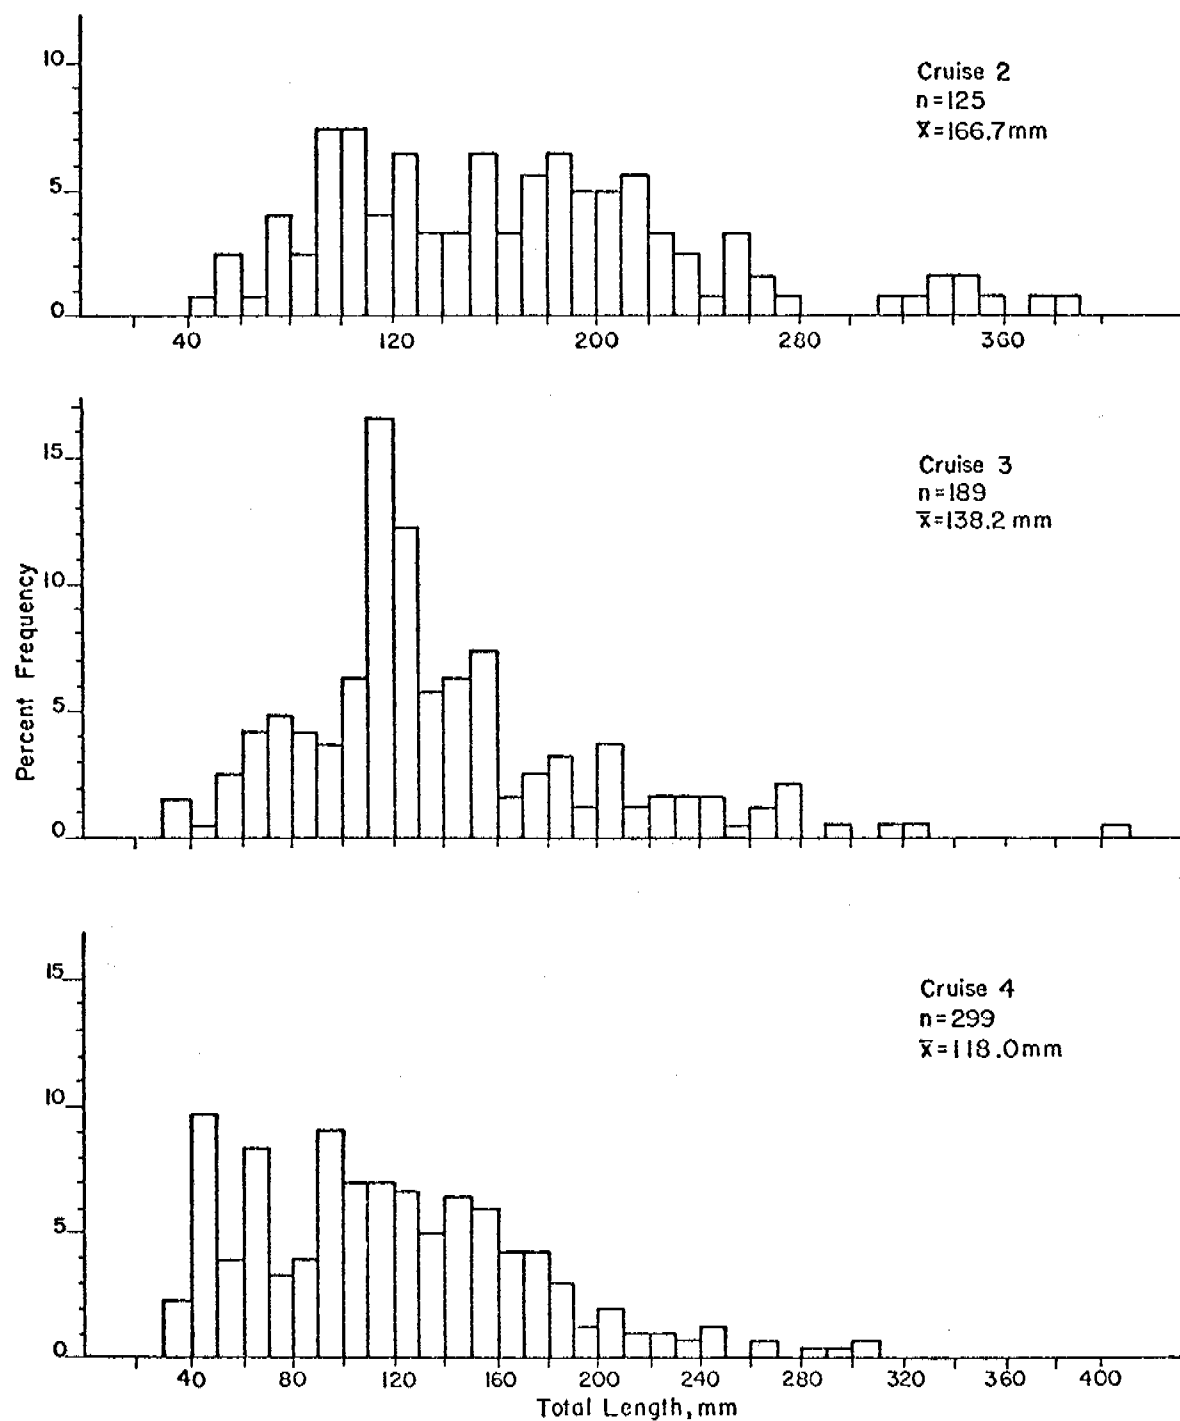 10
Cruise 2
n=125
x̄=166.7mm
5
0
40 120 200 280 360
15
Cruise 3
n=189
x̄=138.2 mm
10
Percent Frequency
5
0
15
Cruise 4
n=299
x̄=118.0mm
10
5
0
40 80 120 160 200 240 280 320 360 400
Total Length, mm